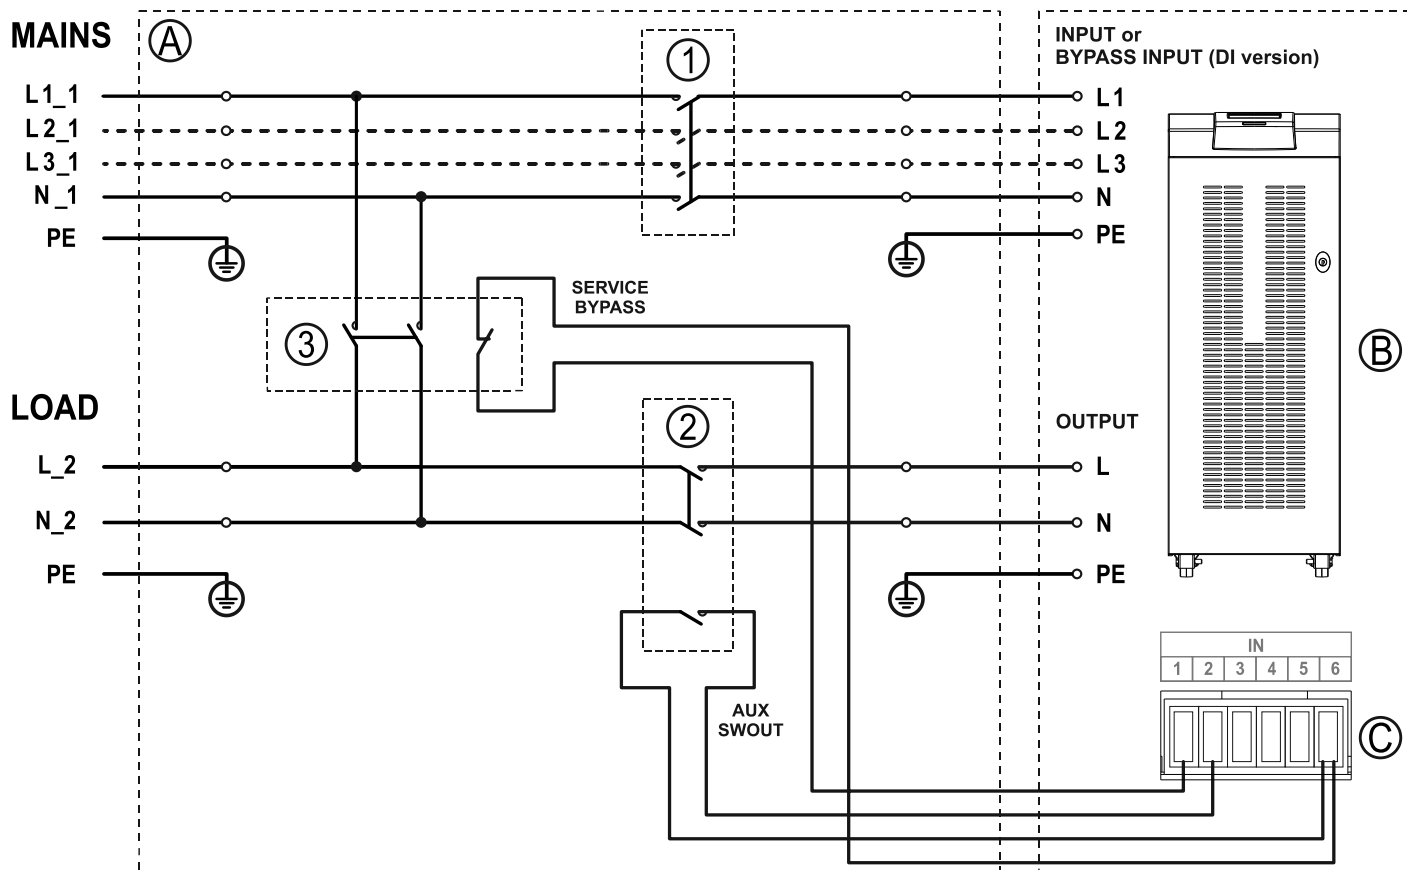 MAINS
A
1
INPUT or
BYPASS INPUT (DI version)
L1_1
L1
L2_1
L2
L3_1
L3
N_1
N
PE
PE
SERVICE
BYPASS
3
B
LOAD
2
OUTPUT
L_2
L
N_2
N
PE
PE
IN
1 2 3 4 5 6
AUX
SWOUT
C